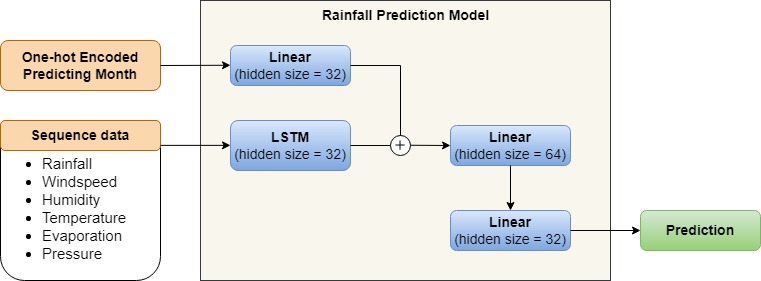 Rainfall Prediction Model
One-hot Encoded
Predicting Month
Linear
(hidden size = 32)
Sequence data
• Rainfall
• Windspeed
• Humidity
• Temperature
• Evaporation
• Pressure
LSTM
(hidden size = 32)
+
Linear
(hidden size = 64)
Linear
(hidden size = 32)
Prediction